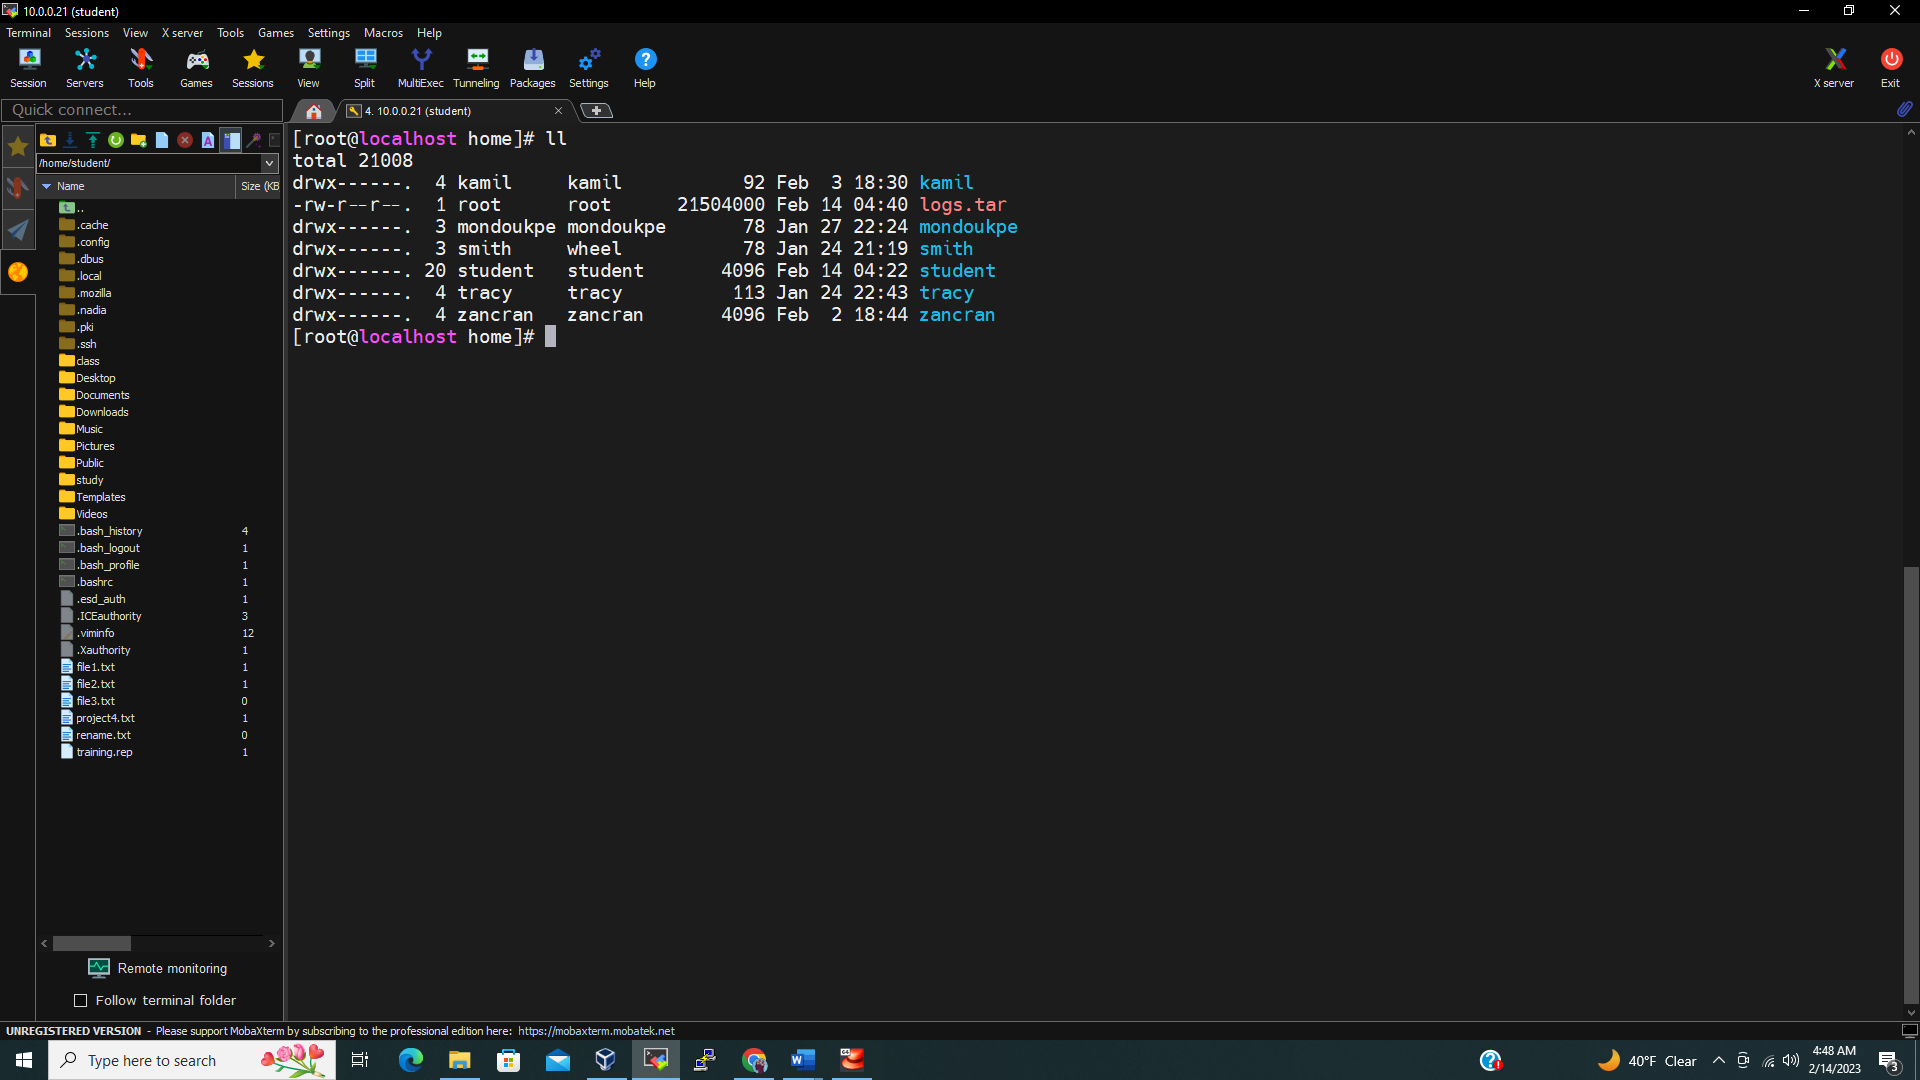 10.0.0.21 (student)
Terminal Sessions View X server Tools Games Settings Macros Help
Session Servers Tools Games Sessions View Split MultiExec Tunneling Packages Settings Help X server Exit
Quick connect...
4. 10.0.0.21 (student)
/home/student/
Name Size (KB
..
.cache
.config
.dbus
.local
.mozilla
.nadia
.pki
.ssh
class
Desktop
Documents
Downloads
Music
Pictures
Public
study
Templates
Videos
.bash_history 4
.bash_logout 1
.bash_profile 1
.bashrc 1
.esd_auth 1
.ICEauthority 3
.viminfo 12
.Xauthority 1
file1.txt 1
file2.txt 1
file3.txt 0
project4.txt 1
rename.txt 0
training.rep 1
Remote monitoring
Follow terminal folder
[root@localhost home]# ll
total 21008
drwx------.  4 kamil     kamil           92 Feb  3 18:30 kamil
-rw-r--r--.  1 root      root      21504000 Feb 14 04:40 logs.tar
drwx------.  3 mondoukpe mondoukpe       78 Jan 27 22:24 mondoukpe
drwx------.  3 smith     wheel           78 Jan 24 21:19 smith
drwx------. 20 student   student       4096 Feb 14 04:22 student
drwx------.  4 tracy     tracy          113 Jan 24 22:43 tracy
drwx------.  4 zancran   zancran       4096 Feb  2 18:44 zancran
[root@localhost home]#
UNREGISTERED VERSION - Please support MobaXterm by subscribing to the professional edition here: https://mobaxterm.mobatek.net
Type here to search
40°F Clear
4:48 AM
2/14/2023
3